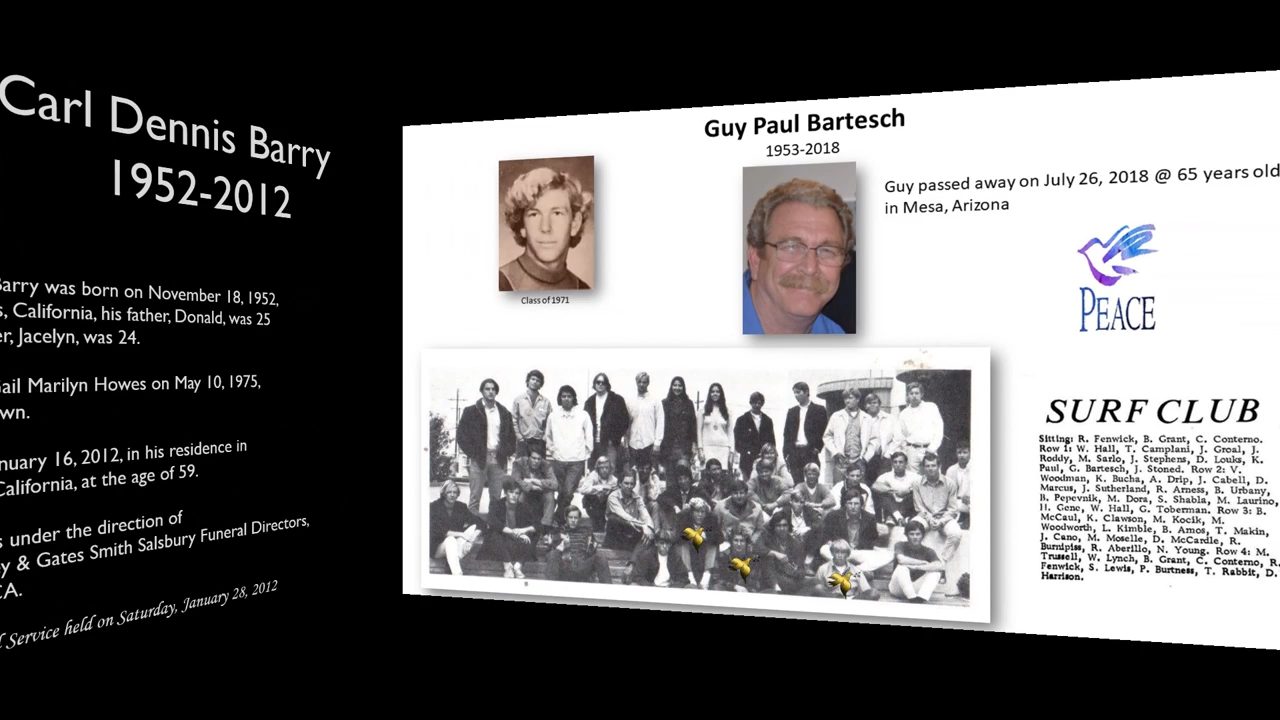 Carl Dennis Barry
1952-2012
Barry was born on November 18, 1952,
California, his father, Donald, was 25
Jacelyn, was 24.
Marilyn Howes on May 10, 1975,
16, 2012, in his residence in
California, at the age of 59.
under the direction of
& Gates Smith Salsbury Funeral Directors,
Service held on Saturday, January 28, 2012
Guy Paul Bartesch
1953-2018
Class of 1971
Guy passed away on July 26, 2018 @ 65 years old
in Mesa, Arizona
PEACE
SURF CLUB
Sitting: R. Fenwick, B. Grant, C. Conterno.
Row 1: W. Hall, T. Camplani, J. Groal, J.
Roddy, M. Sarlo, J. Stephens, D. Louks, K.
Paul, G. Bartesch, J. Stoned. Row 2: V.
Woodman, K. Bucha, A. Drip, J. Cabell, D.
Marcus, J. Sutherland, R. Arness, B. Urbany,
B. Pepevnik, M. Dora, S. Shabla, M. Laurino,
H. Gene, W. Hall, G. Toberman. Row 3: B.
McCaul, K. Clawson, M. Kocik, M.
Woodworth, L. Kimble, B. Amos, T. Makin,
J. Cano, M. Moselle, D. McCardle, R.
Burnipiss, R. Aberillo, N. Young. Row 4: M.
Trussell, W. Lynch, B. Grant, C. Conterno, R.
Fenwick, S. Lewis, P. Burtness, T. Rabbit, D.
Harrison.